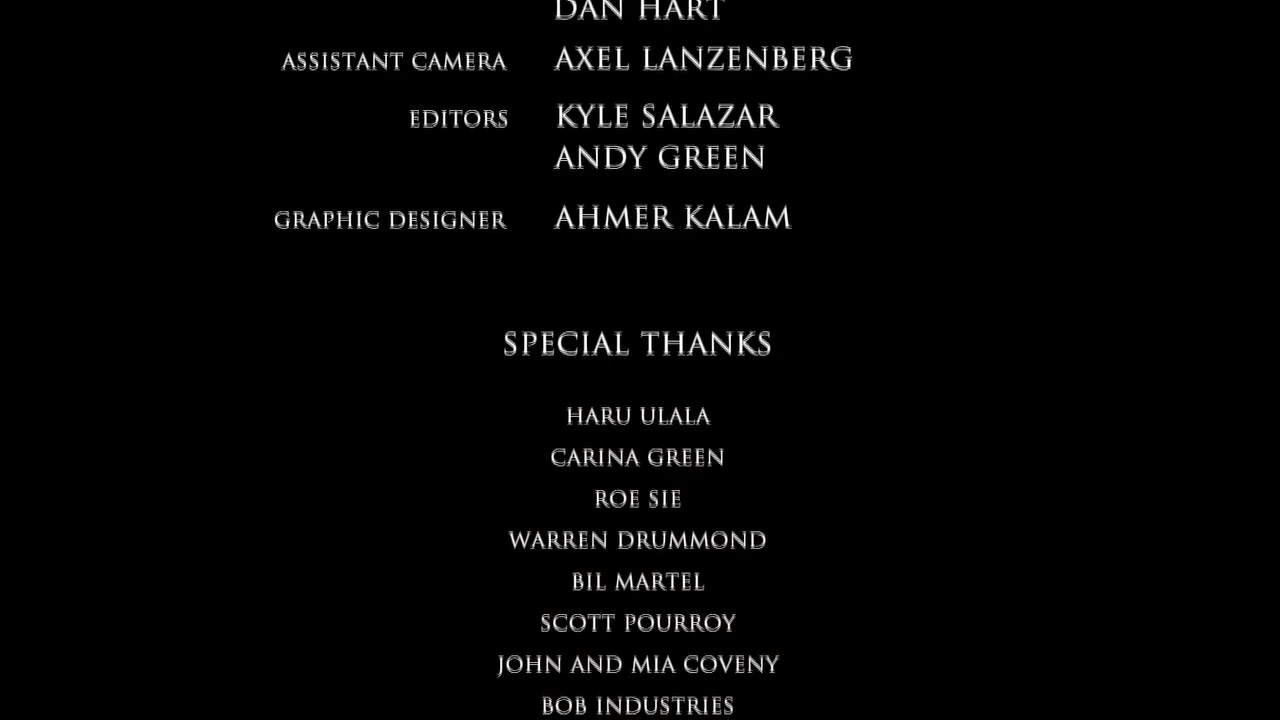 DAN HART
ASSISTANT CAMERA AXEL LANZENBERG
EDITORS KYLE SALAZAR
ANDY GREEN
GRAPHIC DESIGNER AHMER KALAM
SPECIAL THANKS
HARU ULALA
CARINA GREEN
ROE SIE
WARREN DRUMMOND
BIL MARTEL
SCOTT POURROY
JOHN AND MIA COVENY
BOB INDUSTRIES